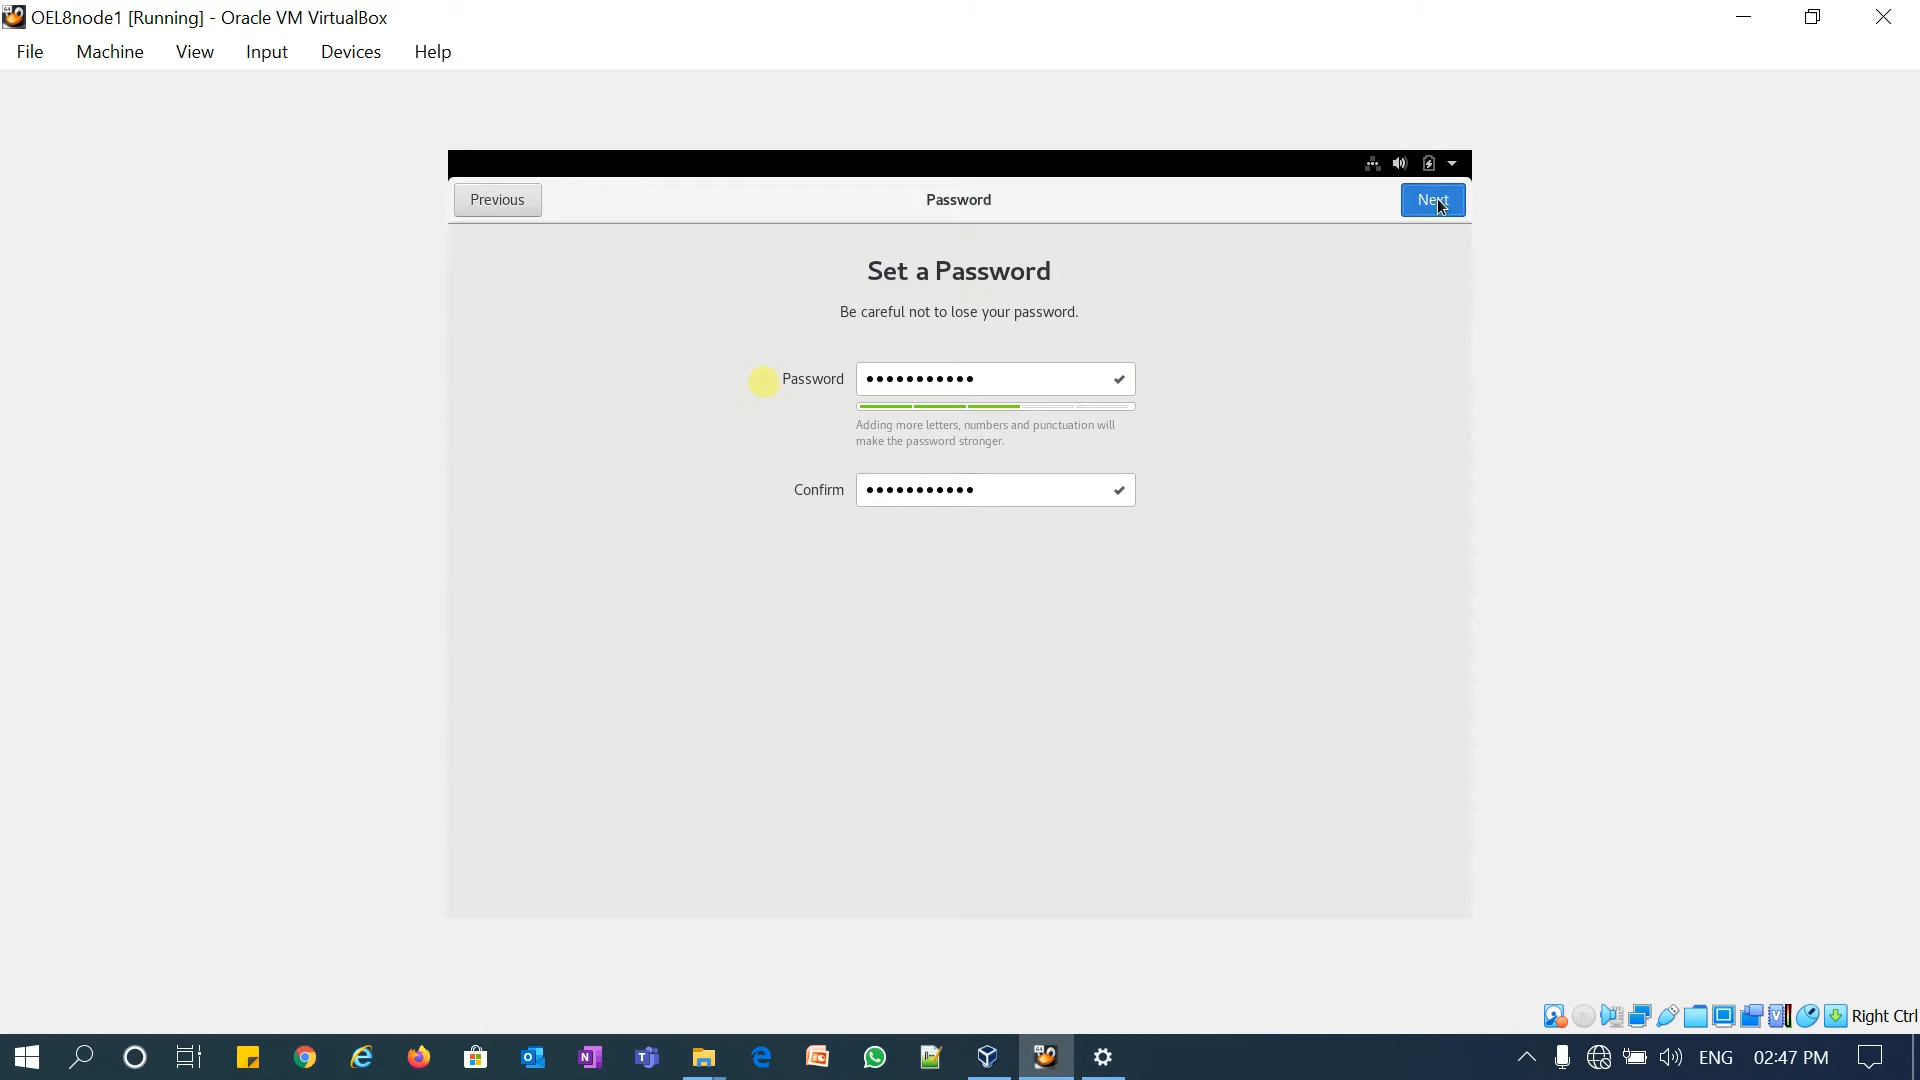 OEL8node1 [Running] - Oracle VM VirtualBox
File Machine View Input Devices Help
Previous Password Next
Set a Password
Be careful not to lose your password.
Password ●●●●●●●●●●●
Adding more letters, numbers and punctuation will
make the password stronger.
Confirm ●●●●●●●●●●●
Right Ctrl
ENG 02:47 PM